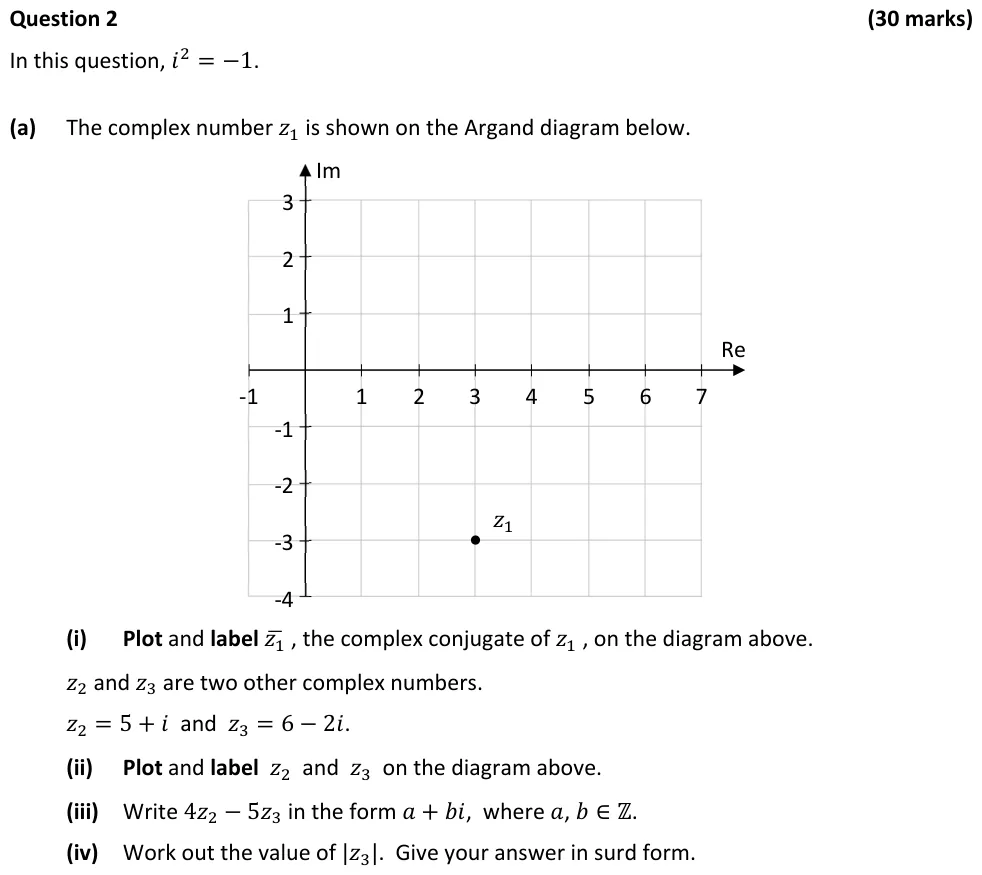 Question 2 (30 marks)
In this question, i² = −1.
(a) The complex number z₁ is shown on the Argand diagram below.
Im
3
2
1
Re
-1 1 2 3 4 5 6 7
-1
-2
z₁
-3
-4
(i) Plot and label z̅₁ , the complex conjugate of z₁ , on the diagram above.
z₂ and z₃ are two other complex numbers.
z₂ = 5 + i and z₃ = 6 − 2i.
(ii) Plot and label z₂ and z₃ on the diagram above.
(iii) Write 4z₂ − 5z₃ in the form a + bi, where a, b ∈ ℤ.
(iv) Work out the value of |z₃|. Give your answer in surd form.